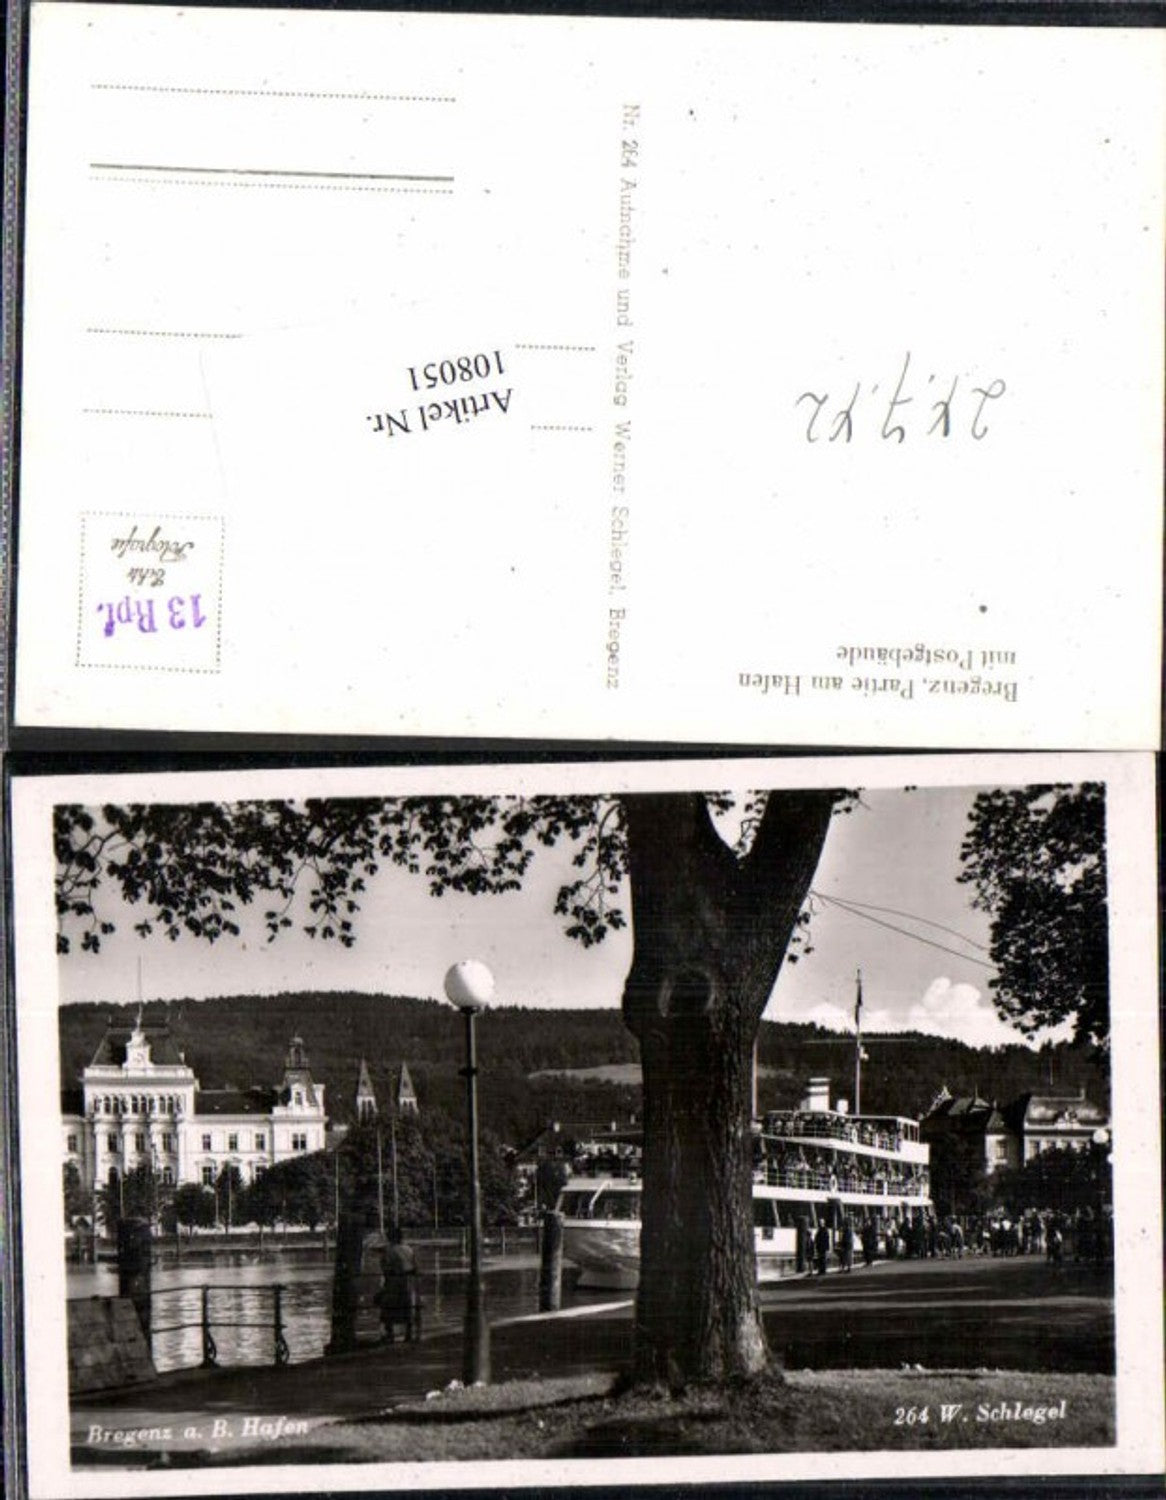 Bregenz, Partie am Hafen
mit Postgebäude
Nr. 264 Aufnahme und Verlag Werner Schlegel, Bregenz
13 Rpf.
Echte
Fotografie
Artikel Nr.
108051
Bregenz a. B. Hafen
264 W. Schlegel